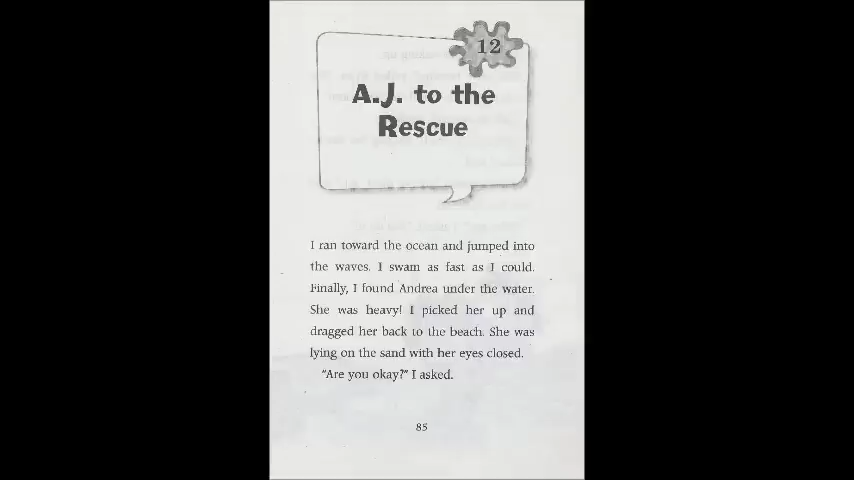 12
A.J. to the
Rescue
I ran toward the ocean and jumped into
the waves. I swam as fast as I could.
Finally, I found Andrea under the water.
She was heavy! I picked her up and
dragged her back to the beach. She was
lying on the sand with her eyes closed.
"Are you okay?" I asked.
85